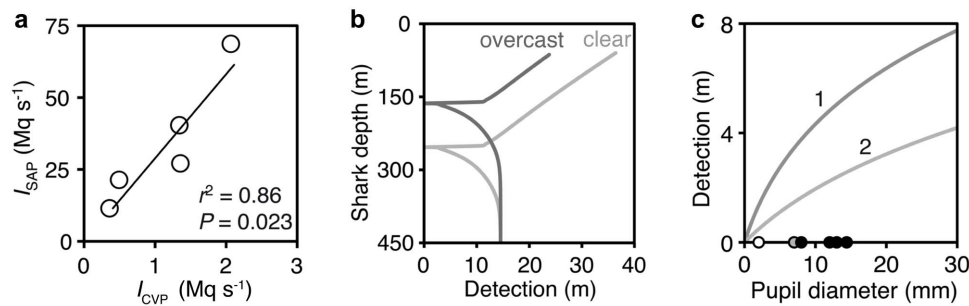 a
75
50
25
0
I_SAP (Mq s⁻¹)
r² = 0.86
P = 0.023
0 1 2 3
I_CVP (Mq s⁻¹)
b
0
150
300
450
Shark depth (m)
overcast clear
0 10 20 30 40
Detection (m)
c
8
4
0
Detection (m)
1
2
0 10 20 30
Pupil diameter (mm)